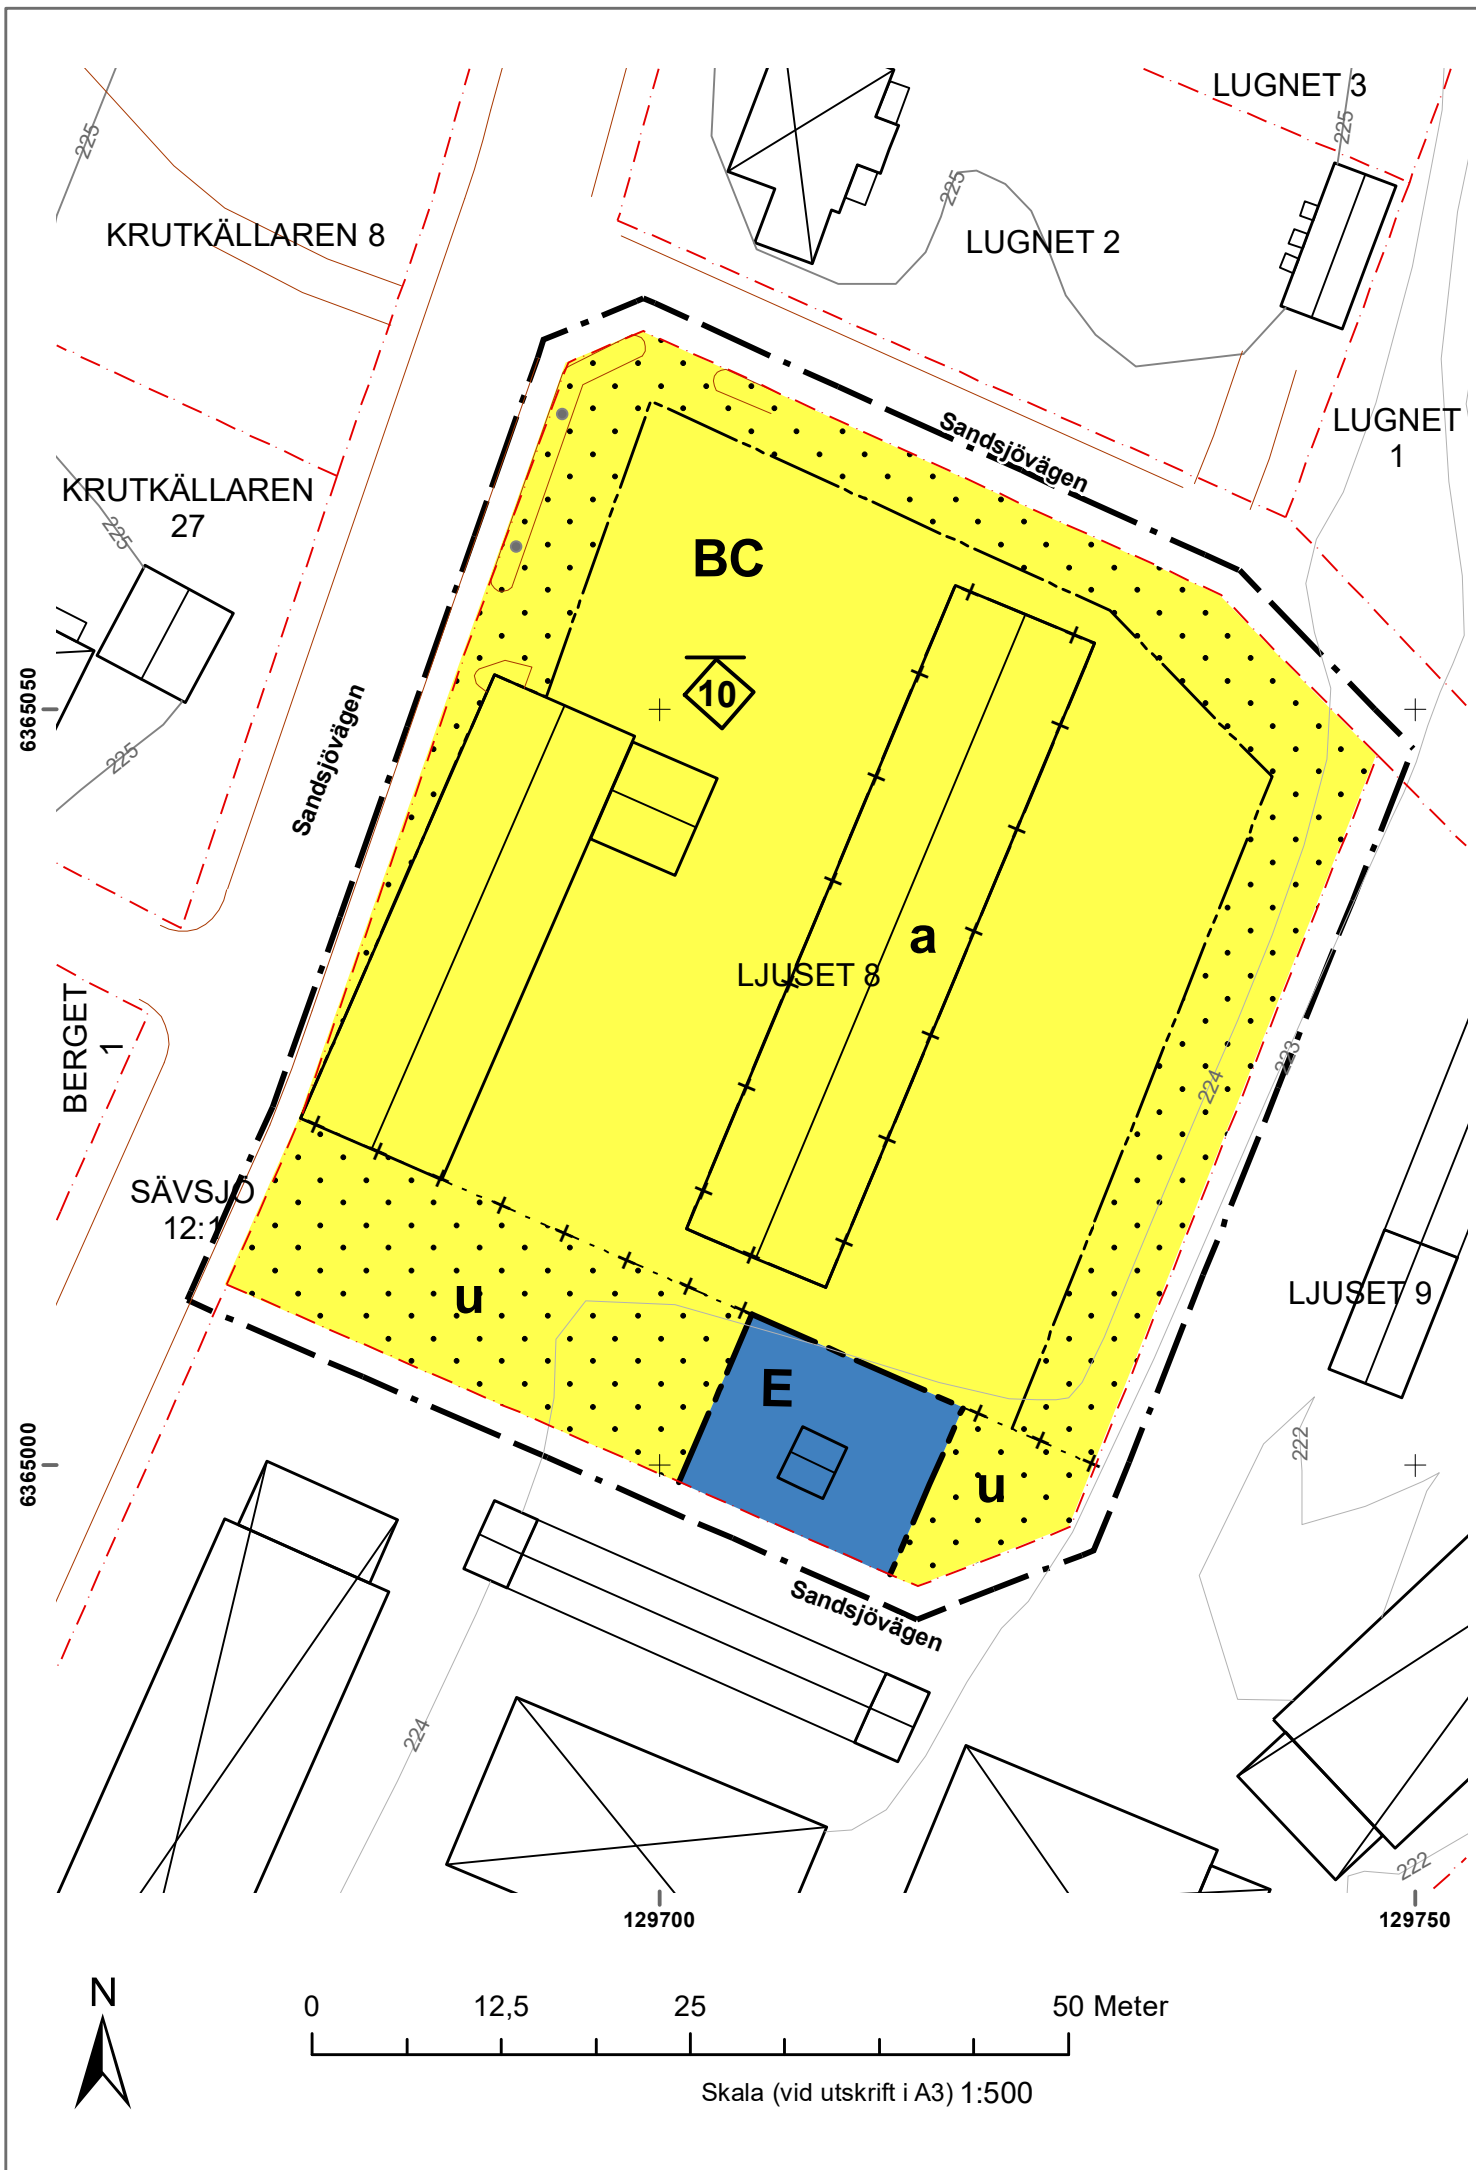 LUGNET 3
225
225
225
KRUTKÄLLAREN 8
LUGNET 2
Sandsjövägen
LUGNET
1
KRUTKÄLLAREN
27
225
BC
10
6365050
Sandsjövägen
225
a
LJUSET 8
BERGET
1
224
223
SÄVSJÖ
12:1
u
LJUSET 9
E
222
6365000
u
Sandsjövägen
224
222
129700
129750
N
0 12,5 25 50 Meter
Skala (vid utskrift i A3) 1:500